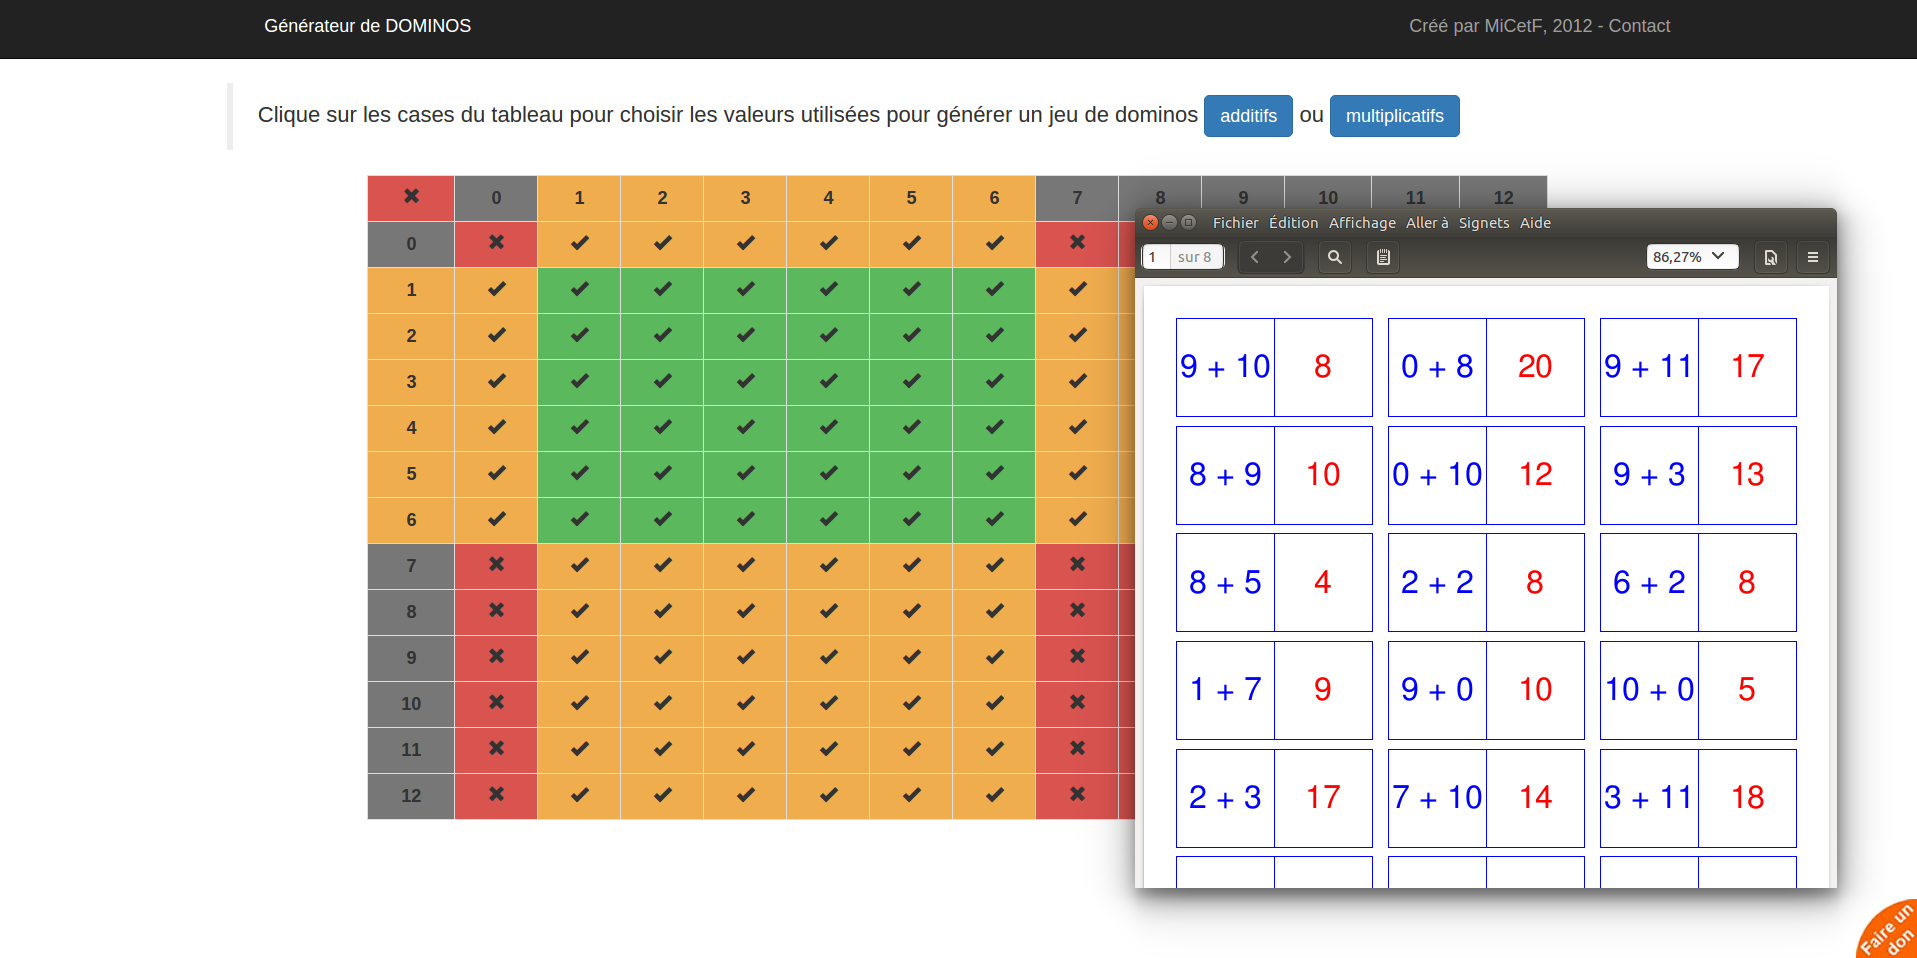 Générateur de DOMINOS
Créé par MiCetF, 2012 - Contact
Clique sur les cases du tableau pour choisir les valeurs utilisées pour générer un jeu de dominos additifs ou multiplicatifs
0 1 2 3 4 5 6 7 8 9 10 11 12
0
1
2
3
4
5
6
7
8
9
10
11
12
Fichier Édition Affichage Aller à Signets Aide
1 sur 8 86,27%
9 + 10 8 0 + 8 20 9 + 11 17
8 + 9 10 0 + 10 12 9 + 3 13
8 + 5 4 2 + 2 8 6 + 2 8
1 + 7 9 9 + 0 10 10 + 0 5
2 + 3 17 7 + 10 14 3 + 11 18
Faire un
don